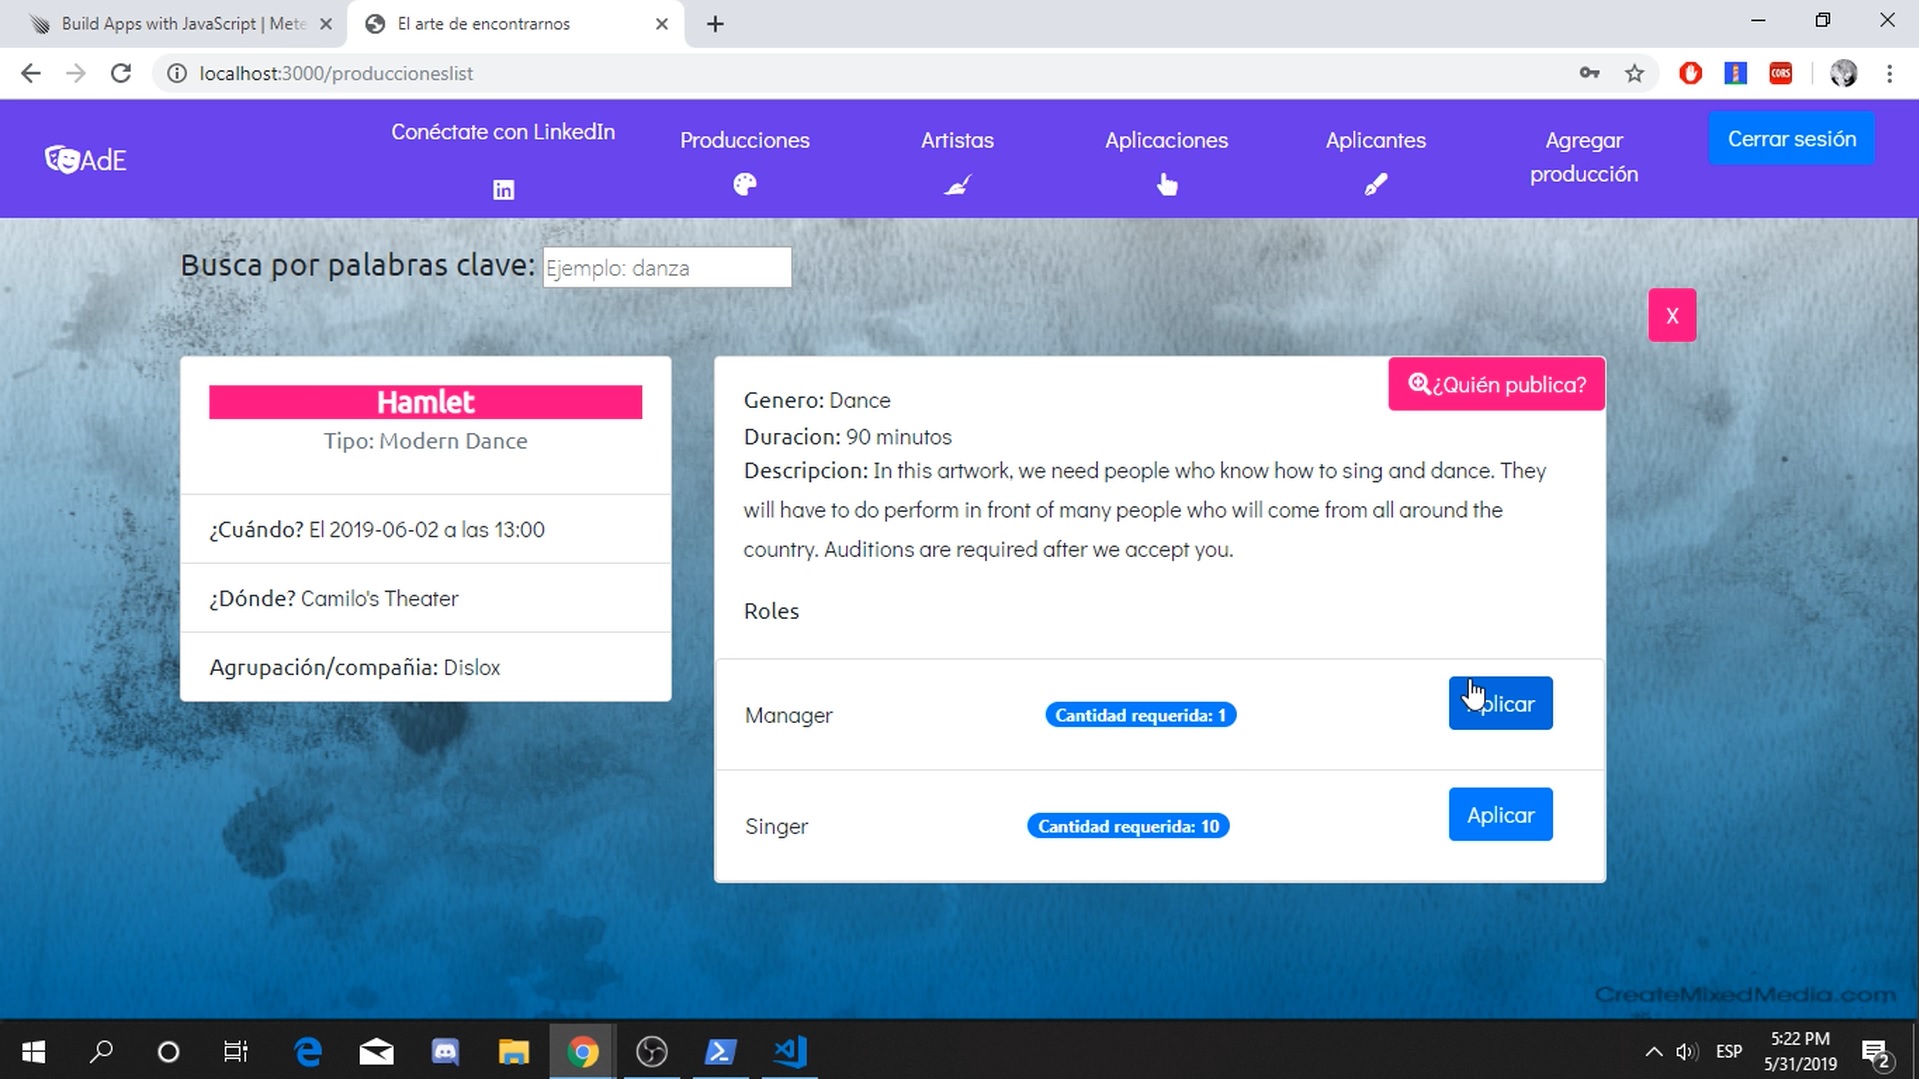 Build Apps with JavaScript | Mete
El arte de encontrarnos
localhost:3000/produccioneslist
CORS
AdE
Conéctate con LinkedIn
Producciones
Artistas
Aplicaciones
Aplicantes
Agregar
producción
Cerrar sesión
Busca por palabras clave: Ejemplo: danza
X
Hamlet
Tipo: Modern Dance
¿Cuándo? El 2019-06-02 a las 13:00
¿Dónde? Camilo's Theater
Agrupación/compañia: Dislox
¿Quién publica?
Genero: Dance
Duracion: 90 minutos
Descripcion: In this artwork, we need people who know how to sing and dance. They
will have to do perform in front of many people who will come from all around the
country. Auditions are required after we accept you.
Roles
Manager
Cantidad requerida: 1
Aplicar
Singer
Cantidad requerida: 10
Aplicar
CreateMixedMedia.com
ESP
5:22 PM
5/31/2019
2